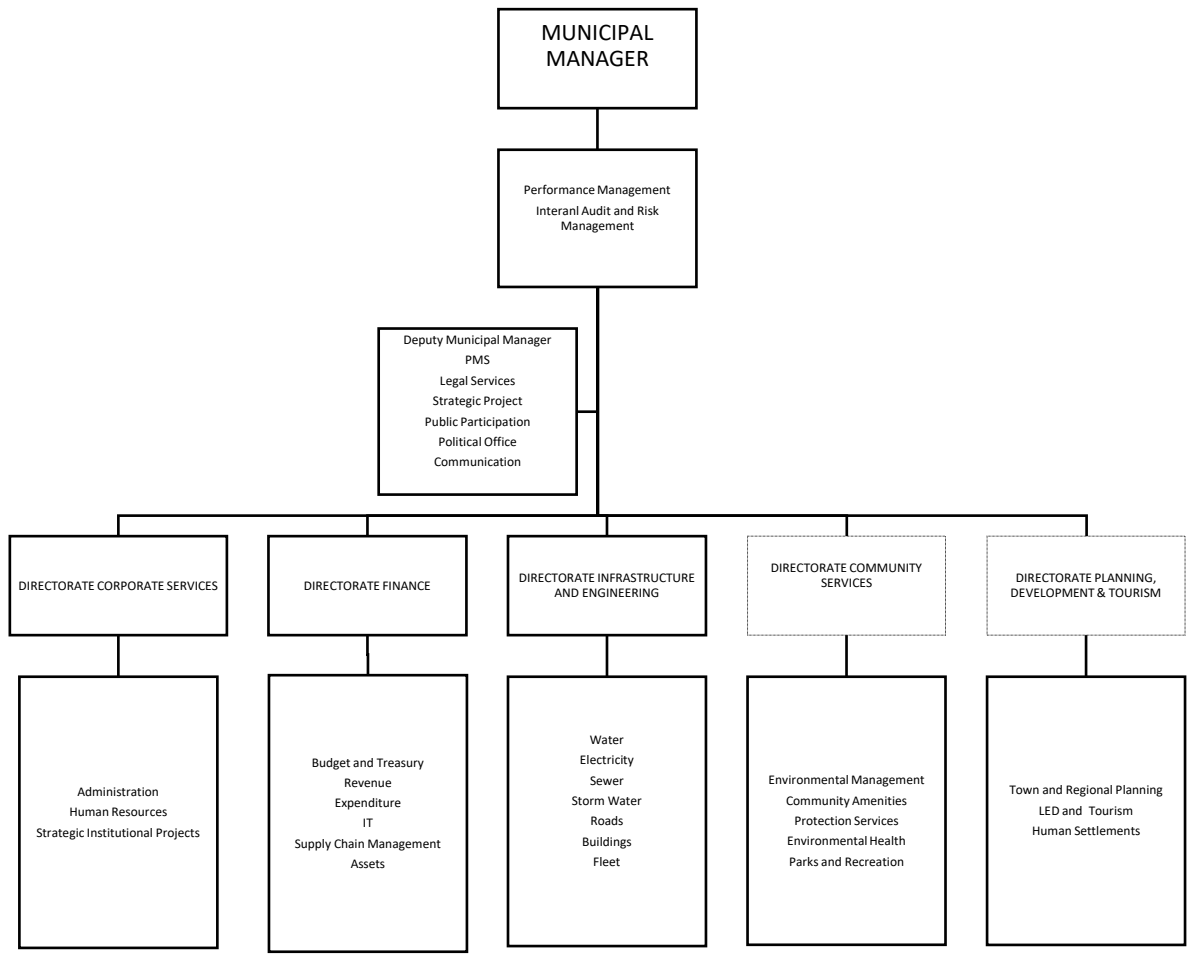 MUNICIPAL
MANAGER
Performance Management
Interanl Audit and Risk
Management
Deputy Municipal Manager
PMS
Legal Services
Strategic Project
Public Participation
Political Office
Communication
DIRECTORATE CORPORATE SERVICES
DIRECTORATE FINANCE
DIRECTORATE INFRASTRUCTURE
AND ENGINEERING
DIRECTORATE COMMUNITY
SERVICES
DIRECTORATE PLANNING,
DEVELOPMENT & TOURISM
Administration
Human Resources
Strategic Institutional Projects
Budget and Treasury
Revenue
Expenditure
IT
Supply Chain Management
Assets
Water
Electricity
Sewer
Storm Water
Roads
Buildings
Fleet
Environmental Management
Community Amenities
Protection Services
Environmental Health
Parks and Recreation
Town and Regional Planning
LED and Tourism
Human Settlements